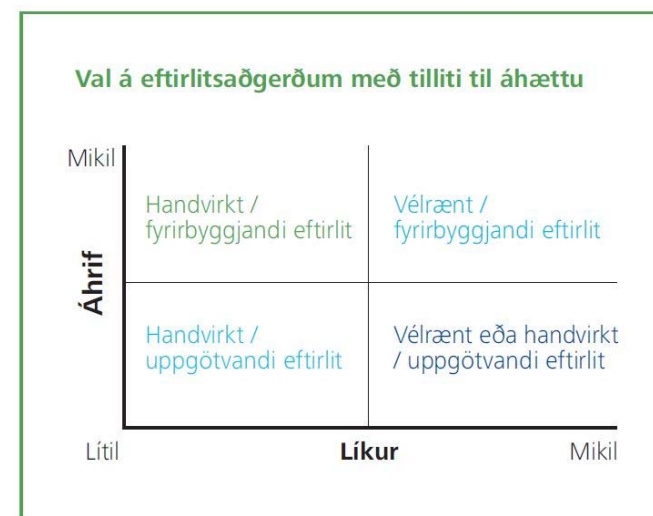 Val á eftirlitsaðgerðum með tilliti til áhættu
Mikil
Áhrif
Handvirkt /
fyrirbyggjandi eftirlit
Vélrænt /
fyrirbyggjandi eftirlit
Handvirkt /
uppgötvandi eftirlit
Vélrænt eða handvirkt
/ uppgötvandi eftirlit
Lítil
Líkur
Mikil